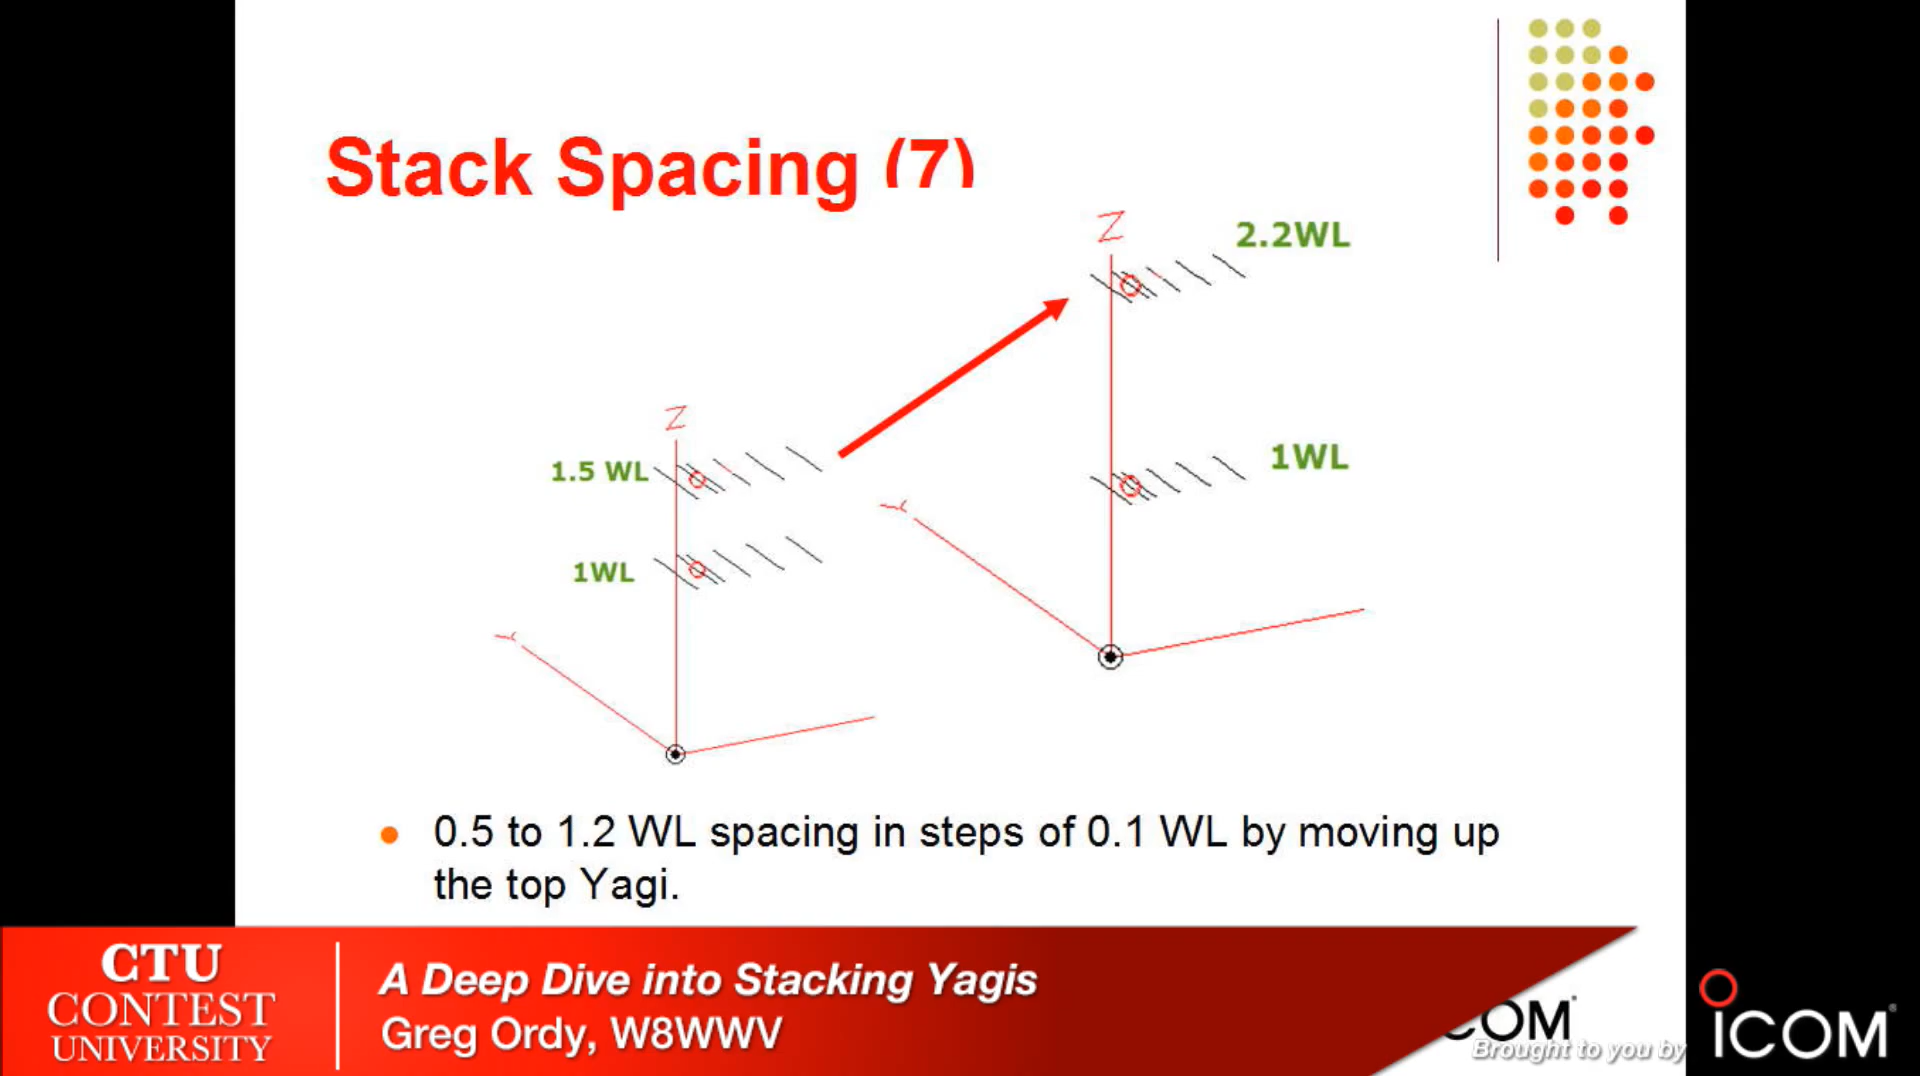 Stack Spacing (7)
Z
2.2WL
Z
1.5 WL
1WL
Y
1WL
Y
0.5 to 1.2 WL spacing in steps of 0.1 WL by moving up
the top Yagi.
CTU
CONTEST
UNIVERSITY
A Deep Dive into Stacking Yagis
Greg Ordy, W8WWV
COM
Brought to you by
ICOM